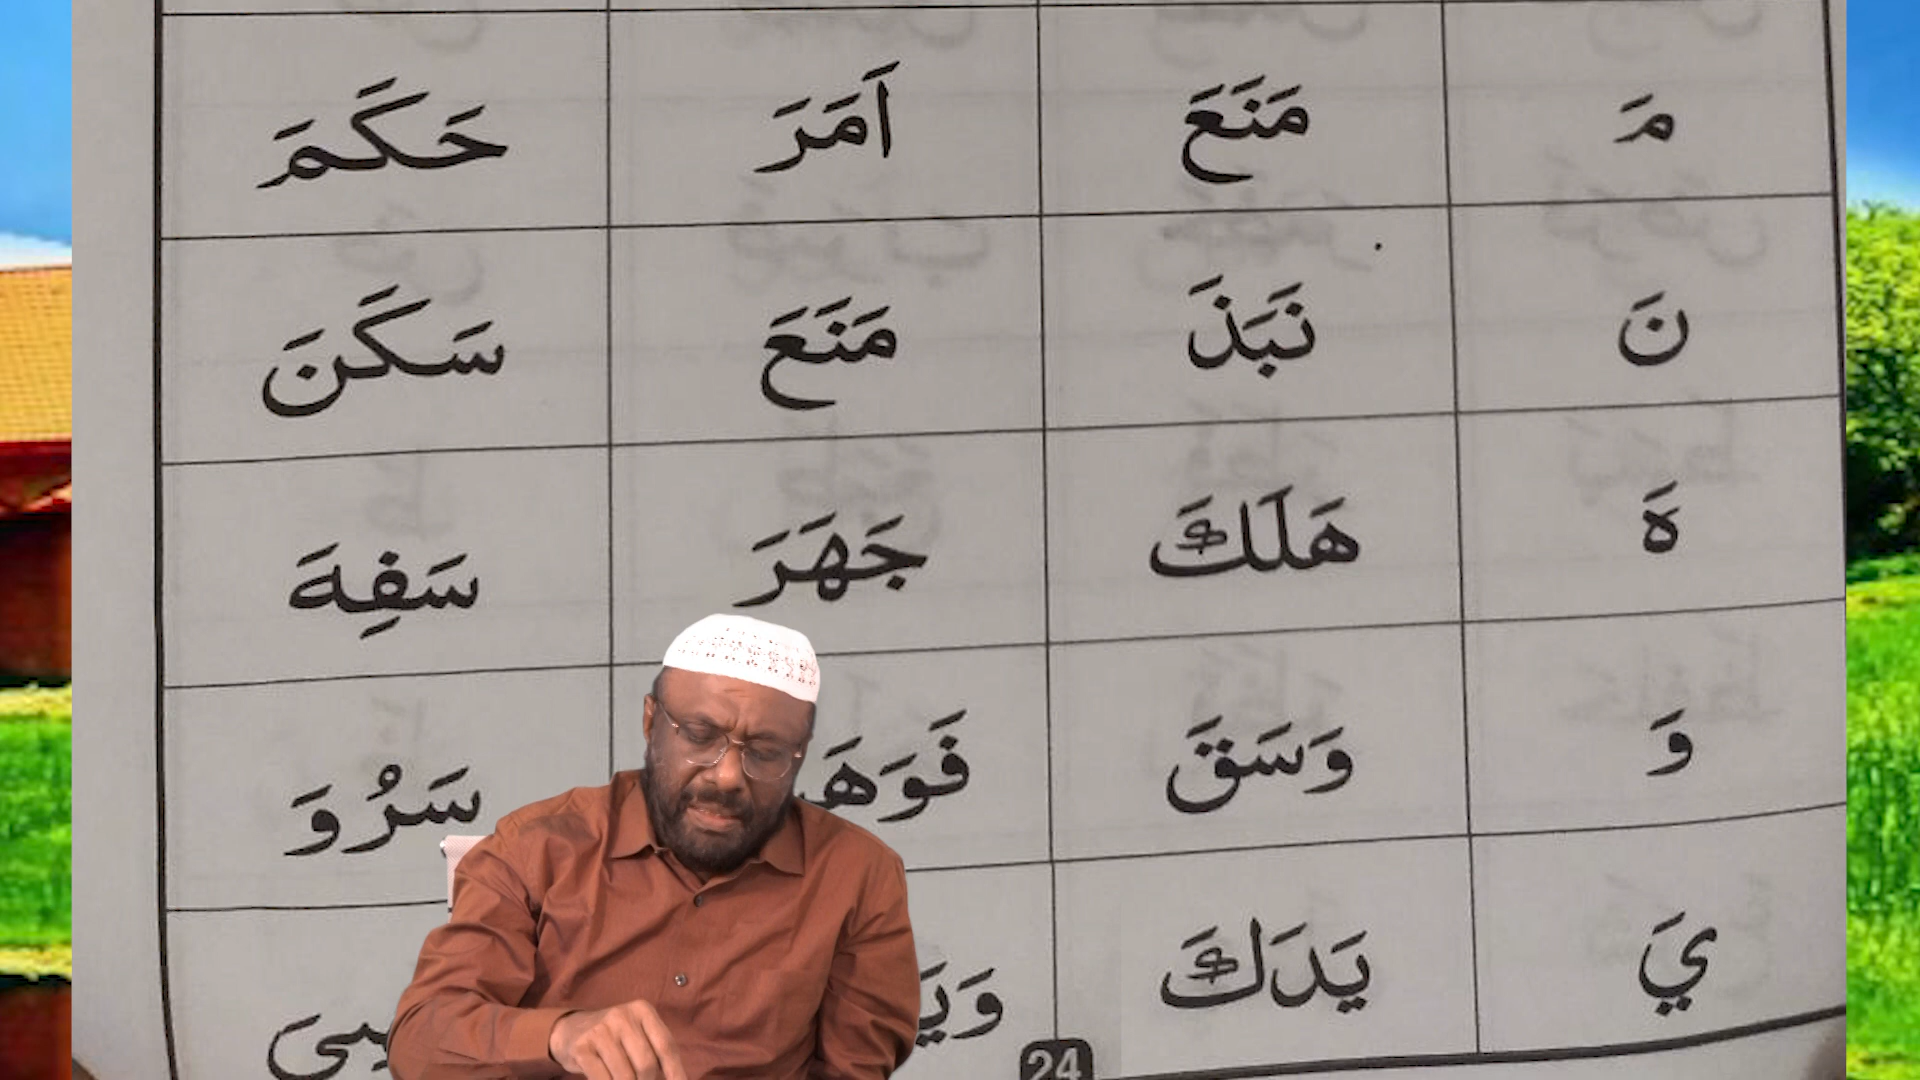 مَ مَنَعَ اَمَرَ حَكَمَ
نَ نَبَذَ مَنَعَ سَكَنَ
هَ هَلَكَ جَهَرَ سَفِهَ
وَ وَسَقَ سَرُوَ
يَ يَدَكَ
24